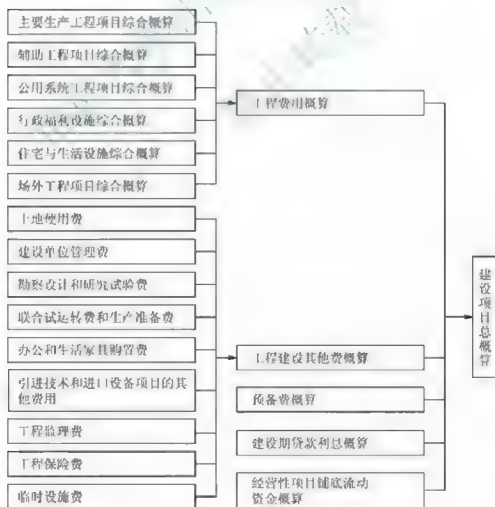 主要生产工程项目综合概算
辅助工程项目综合概算
公用系统工程项目综合概算
行政福利设施综合概算
住宅与生活设施综合概算
场外工程项目综合概算
土地使用费
建设单位管理费
勘察设计和研究试验费
联合试运转费和生产准备费
办公和生活家具购置费
引进技术和进口设备项目的其
他费用
工程监理费
工程保险费
临时设施费
工程费用概算
工程建设其他费概算
预备费概算
建设期贷款利总概算
经营性项目铺底流动
资金概算
建设项目总概算